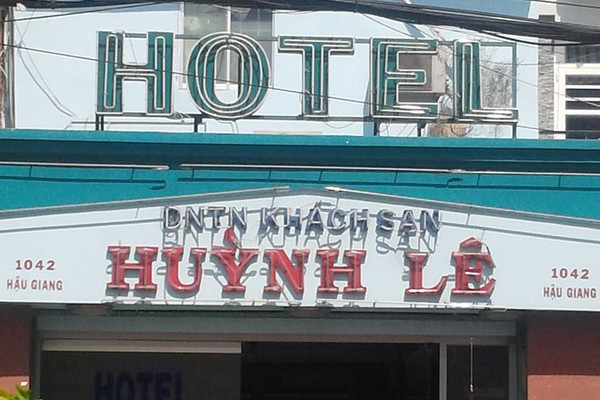 HOTEL
DNTN KHÁCH SẠN
HUỲNH LÊ
1042
HẬU GIANG
1042
HẬU GIANG
HOTEL